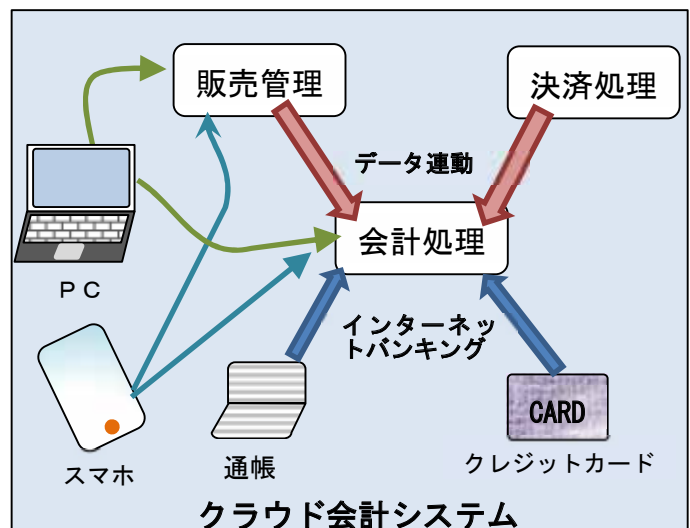 販売管理
決済処理
データ連動
会計処理
ＰＣ
インターネッ
トバンキング
CARD
スマホ
通帳
クレジットカード
クラウド会計システム